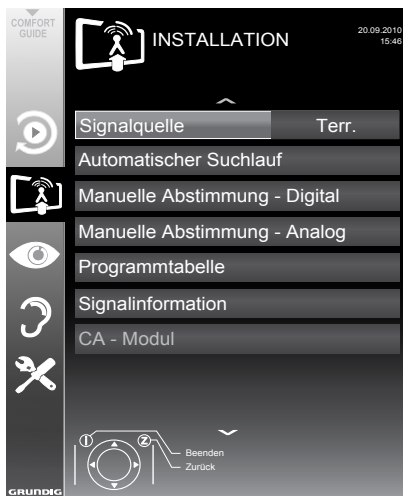 COMFORT
GUIDE
INSTALLATION
20.09.2010
15:46
Signalquelle Terr.
Automatischer Suchlauf
Manuelle Abstimmung - Digital
Manuelle Abstimmung - Analog
Programmtabelle
Signalinformation
CA - Modul
Z
Beenden
Zurück
GRUNDIG